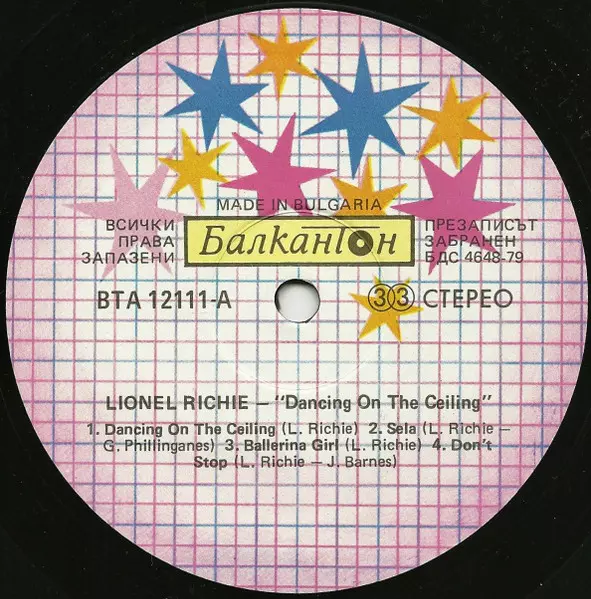 MADE IN BULGARIA
ВСИЧКИ
ПРАВА
ЗАПАЗЕНИ
Балкантон
ПРЕЗАПИСЪТ
ЗАБРАНЕН
БДС 4648-79
ВТА 12111-А
33 СТЕРЕО
LIONEL RICHIE – "Dancing On The Ceiling"
1. Dancing On The Ceiling (L. Richie) 2. Sela (L. Richie –
G. Phillinganes) 3. Ballerina Girl (L. Richie) 4. Don't
Stop (L. Richie – J. Barnes)